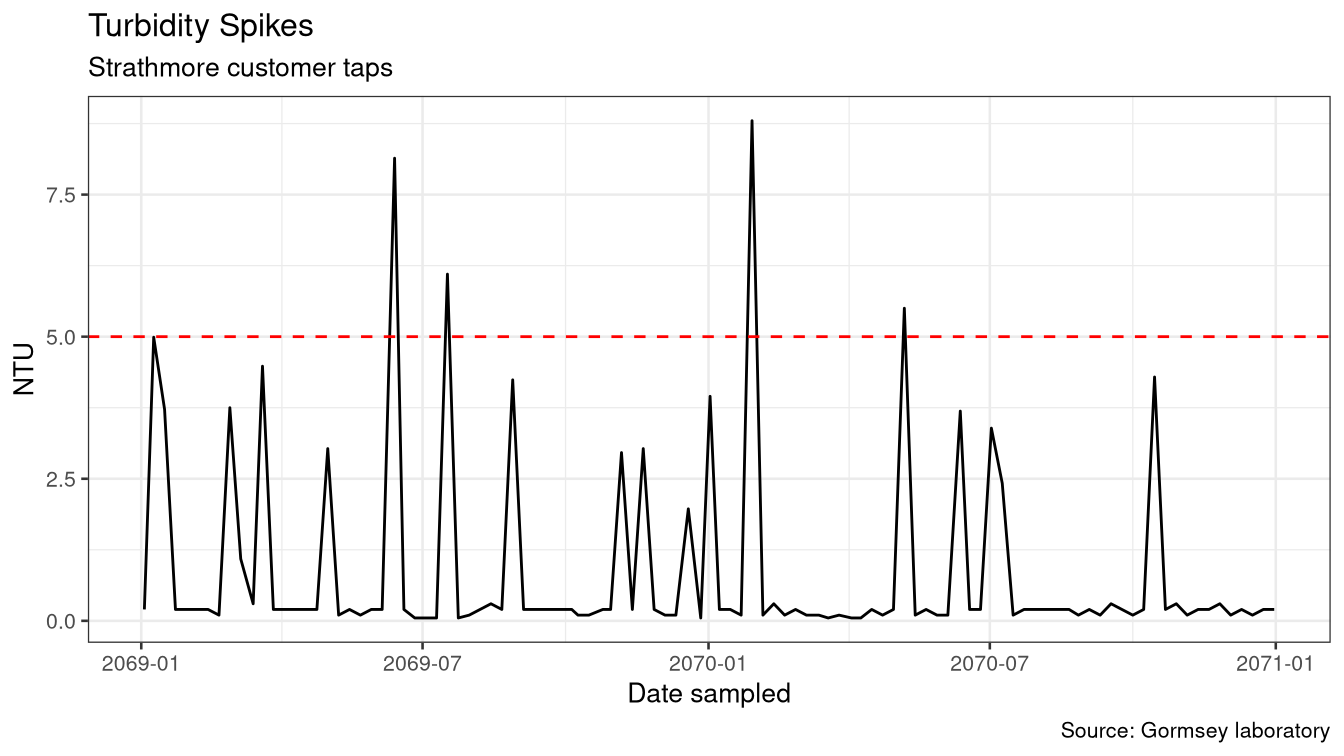 Turbidity Spikes
Strathmore customer taps
NTU
7.5
5.0
2.5
0.0
2069-01 2069-07 2070-01 2070-07 2071-01
Date sampled
Source: Gormsey laboratory